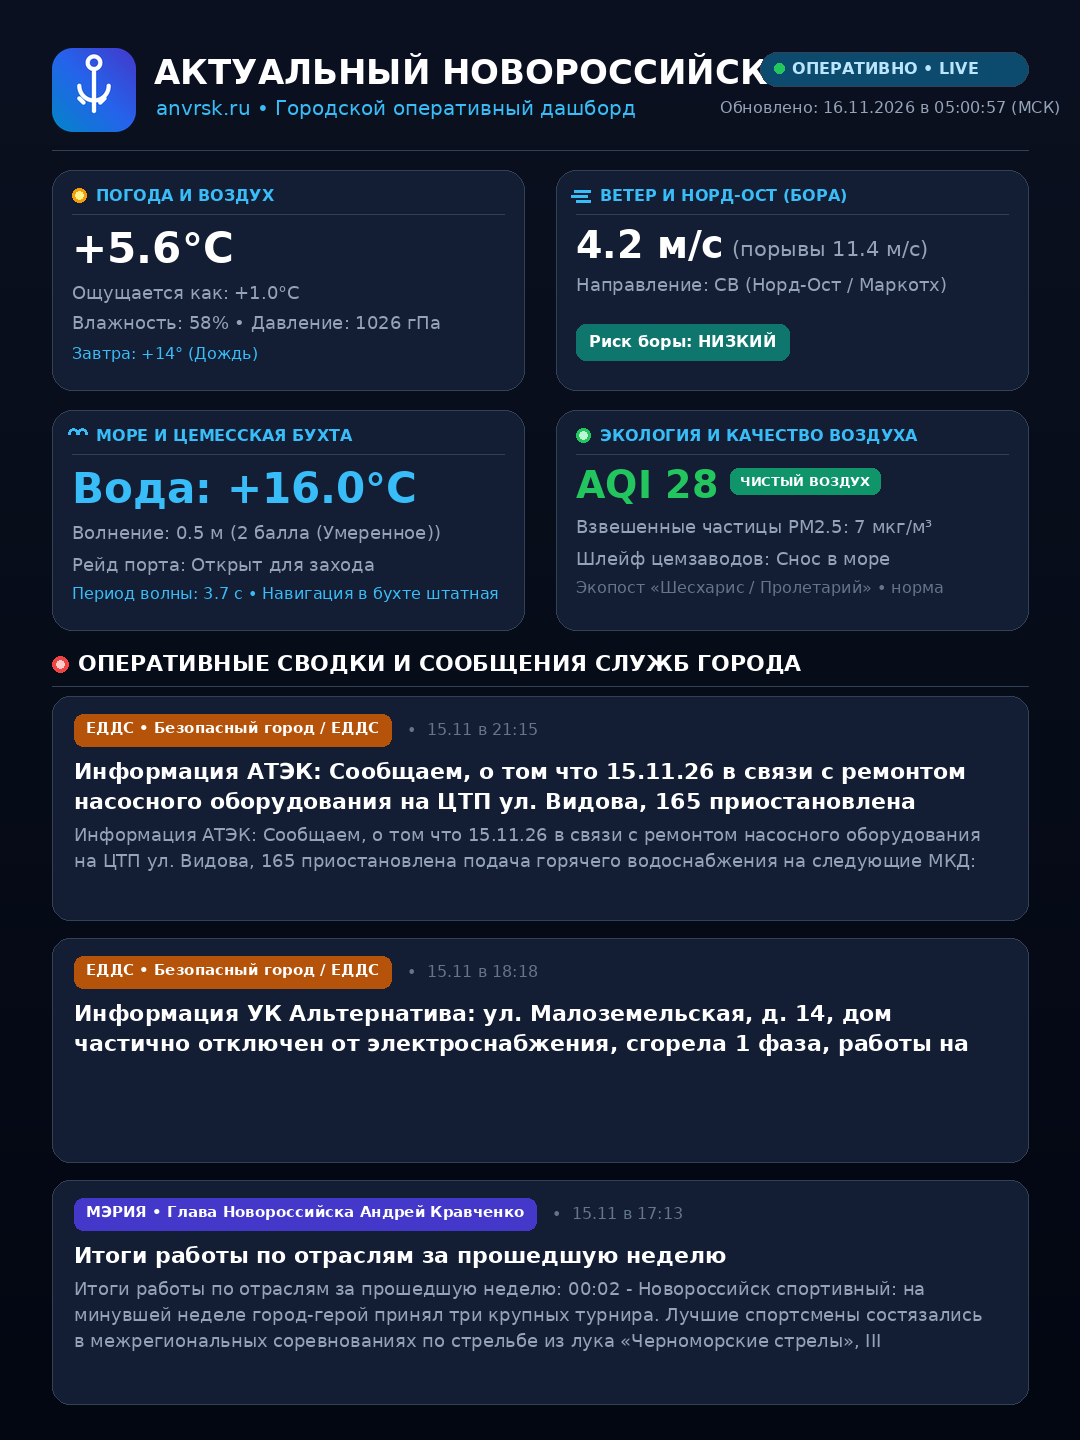 АКТУАЛЬНЫЙ НОВОРОССИЙСК
ОПЕРАТИВНО • LIVE
anvrsk.ru • Городской оперативный дашборд
Обновлено: 16.11.2026 в 05:00:57 (МСК)
ПОГОДА И ВОЗДУХ
+5.6°C
Ощущается как: +1.0°C
Влажность: 58% • Давление: 1026 гПа
Завтра: +14° (Дождь)
ВЕТЕР И НОРД-ОСТ (БОРА)
4.2 м/с (порывы 11.4 м/с)
Направление: СВ (Норд-Ост / Маркотх)
Риск боры: НИЗКИЙ
МОРЕ И ЦЕМЕССКАЯ БУХТА
Вода: +16.0°C
Волнение: 0.5 м (2 балла (Умеренное))
Рейд порта: Открыт для захода
Период волны: 3.7 с • Навигация в бухте штатная
ЭКОЛОГИЯ И КАЧЕСТВО ВОЗДУХА
AQI 28 ЧИСТЫЙ ВОЗДУХ
Взвешенные частицы PM2.5: 7 мкг/м³
Шлейф цемзаводов: Снос в море
Экопост «Шесхарис / Пролетарий» • норма
ОПЕРАТИВНЫЕ СВОДКИ И СООБЩЕНИЯ СЛУЖБ ГОРОДА
ЕДДС • Безопасный город / ЕДДС • 15.11 в 21:15
Информация АТЭК: Сообщаем, о том что 15.11.26 в связи с ремонтом
насосного оборудования на ЦТП ул. Видова, 165 приостановлена
Информация АТЭК: Сообщаем, о том что 15.11.26 в связи с ремонтом насосного оборудования
на ЦТП ул. Видова, 165 приостановлена подача горячего водоснабжения на следующие МКД:
ЕДДС • Безопасный город / ЕДДС • 15.11 в 18:18
Информация УК Альтернатива: ул. Малоземельская, д. 14, дом
частично отключен от электроснабжения, сгорела 1 фаза, работы на
МЭРИЯ • Глава Новороссийска Андрей Кравченко • 15.11 в 17:13
Итоги работы по отраслям за прошедшую неделю
Итоги работы по отраслям за прошедшую неделю: 00:02 - Новороссийск спортивный: на
минувшей неделе город-герой принял три крупных турнира. Лучшие спортсмены состязались
в межрегиональных соревнованиях по стрельбе из лука «Черноморские стрелы», III